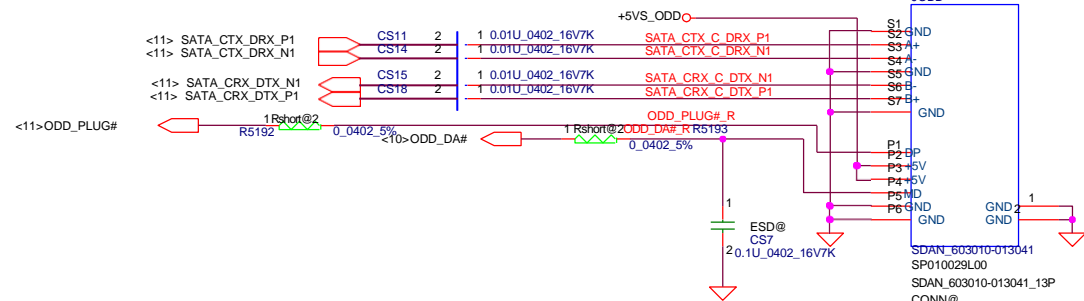 +5VS_ODD
<11> SATA_CTX_DRX_P1 CS11 2 1 0.01U_0402_16V7K SATA_CTX_C_DRX_P1
<11> SATA_CTX_DRX_N1 CS14 2 1 0.01U_0402_16V7K SATA_CTX_C_DRX_N1
<11> SATA_CRX_DTX_N1 CS15 2 1 0.01U_0402_16V7K SATA_CRX_C_DTX_N1
<11> SATA_CRX_DTX_P1 CS18 2 1 0.01U_0402_16V7K SATA_CRX_C_DTX_P1
S1 GND
S2 A+
S3 A-
S4 GND
S5 B-
S6 B+
S7 GND
<11>ODD_PLUG# 1 Rshort@ 2 ODD_PLUG#_R
R5192 0_0402_5%
<10>ODD_DA# 1 Rshort@ 2 ODD_DA#_R R5193
0_0402_5%
P1 DP
P2 +5V
P3 +5V
P4 MD
P5 GND
P6 GND
GND 1
GND 2
1 ESD@
CS7
2 0.1U_0402_16V7K
SDAN_603010-013041
SP010029L00
SDAN_603010-013041_13P
CONN@